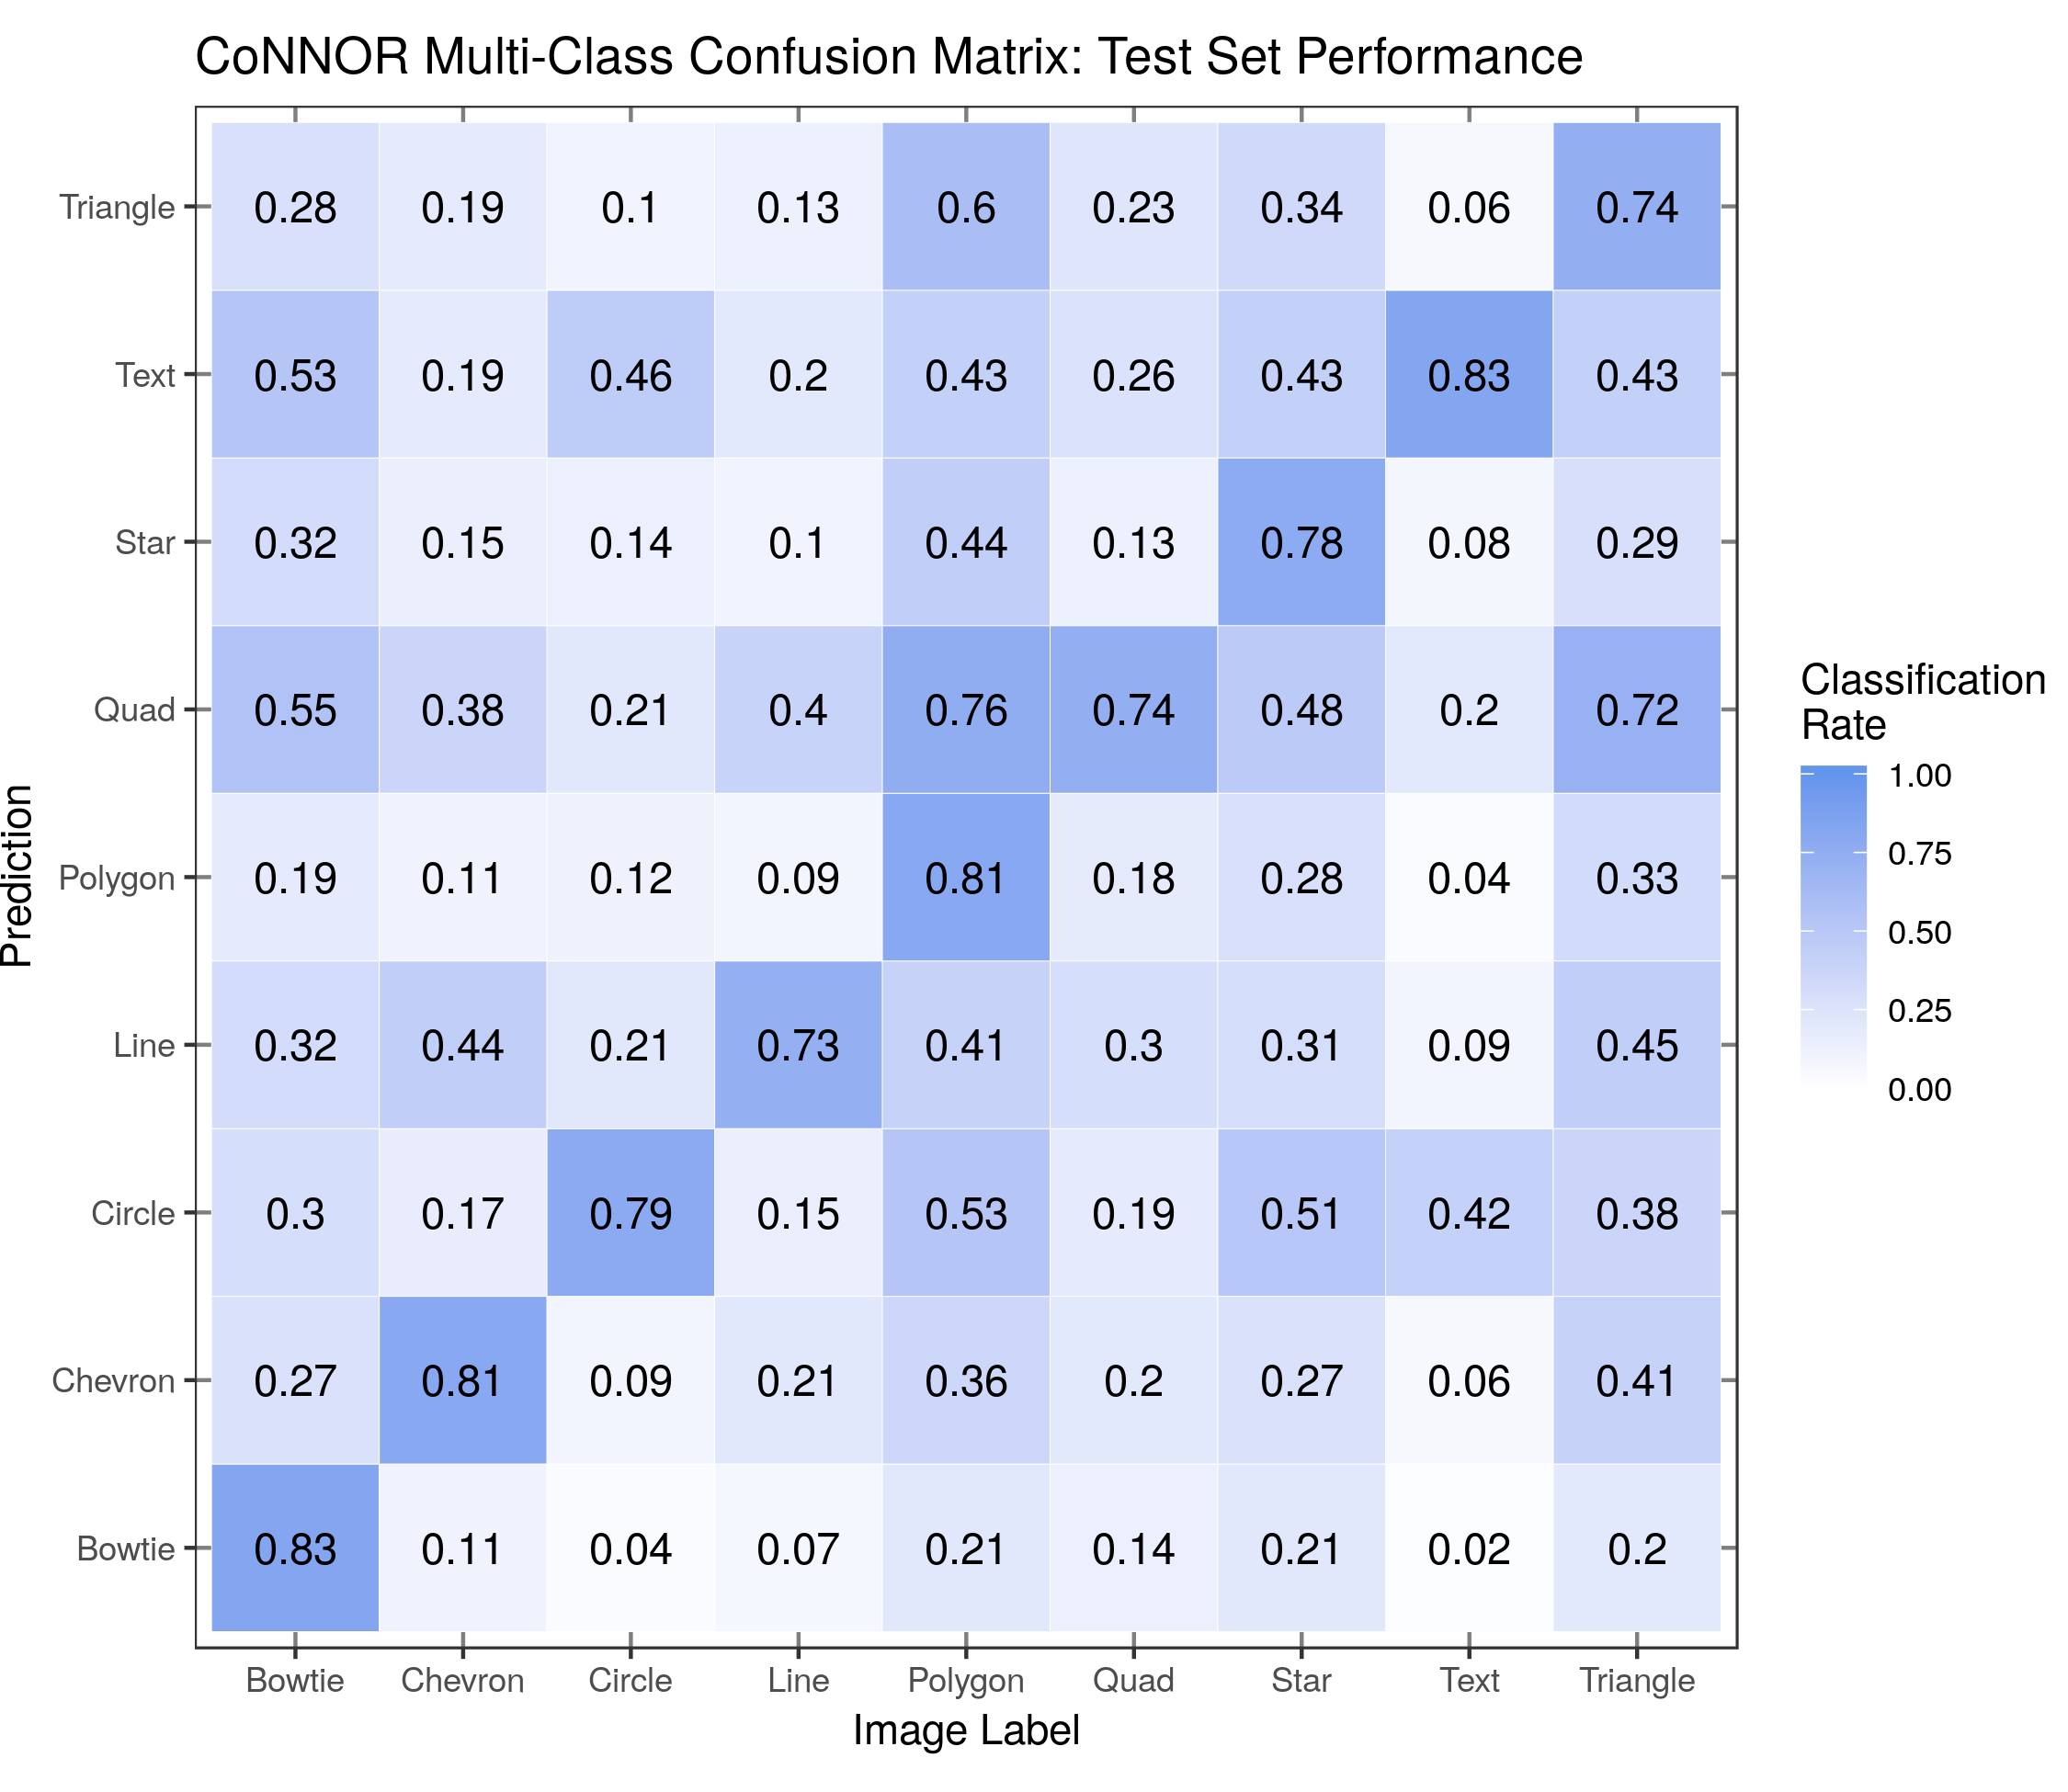 CoNNOR Multi-Class Confusion Matrix: Test Set Performance
Triangle 0.28 0.19 0.1 0.13 0.6 0.23 0.34 0.06 0.74
Text 0.53 0.19 0.46 0.2 0.43 0.26 0.43 0.83 0.43
Star 0.32 0.15 0.14 0.1 0.44 0.13 0.78 0.08 0.29
Quad 0.55 0.38 0.21 0.4 0.76 0.74 0.48 0.2 0.72
Polygon 0.19 0.11 0.12 0.09 0.81 0.18 0.28 0.04 0.33
Line 0.32 0.44 0.21 0.73 0.41 0.3 0.31 0.09 0.45
Circle 0.3 0.17 0.79 0.15 0.53 0.19 0.51 0.42 0.38
Chevron 0.27 0.81 0.09 0.21 0.36 0.2 0.27 0.06 0.41
Bowtie 0.83 0.11 0.04 0.07 0.21 0.14 0.21 0.02 0.2
Bowtie Chevron Circle Line Polygon Quad Star Text Triangle
Image Label
Prediction
Classification
Rate
1.00
0.75
0.50
0.25
0.00